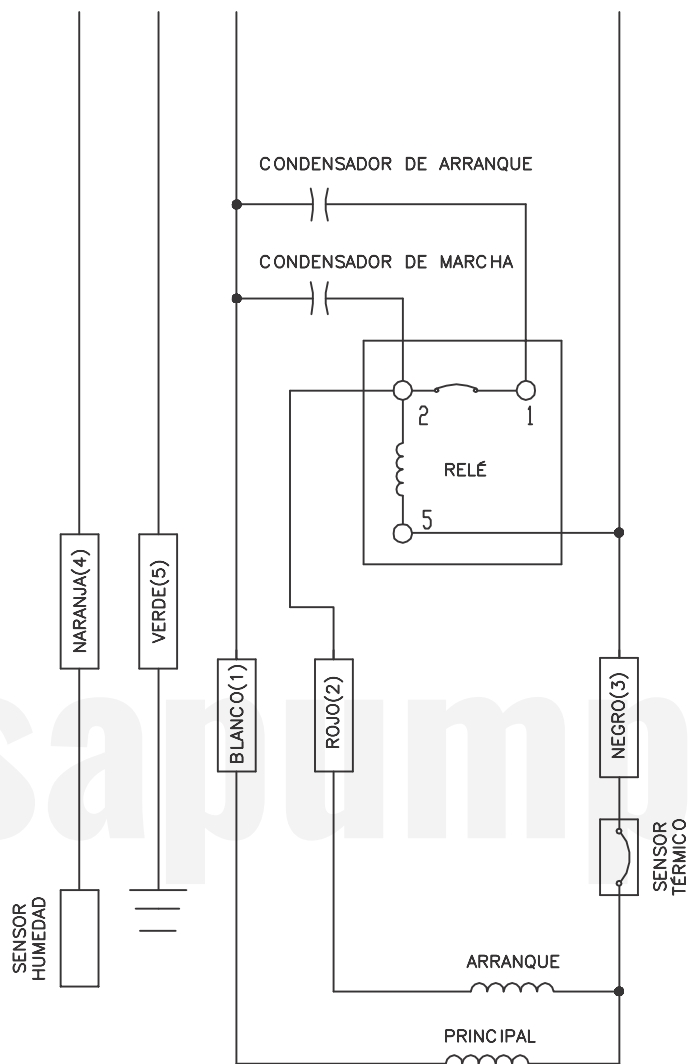 CONDENSADOR DE ARRANQUE
CONDENSADOR DE MARCHA
2
1
RELÉ
5
NARANJA(4)
VERDE(5)
BLANCO(1)
ROJO(2)
NEGRO(3)
SENSOR
TÉRMICO
SENSOR
HUMEDAD
ARRANQUE
PRINCIPAL
sapump